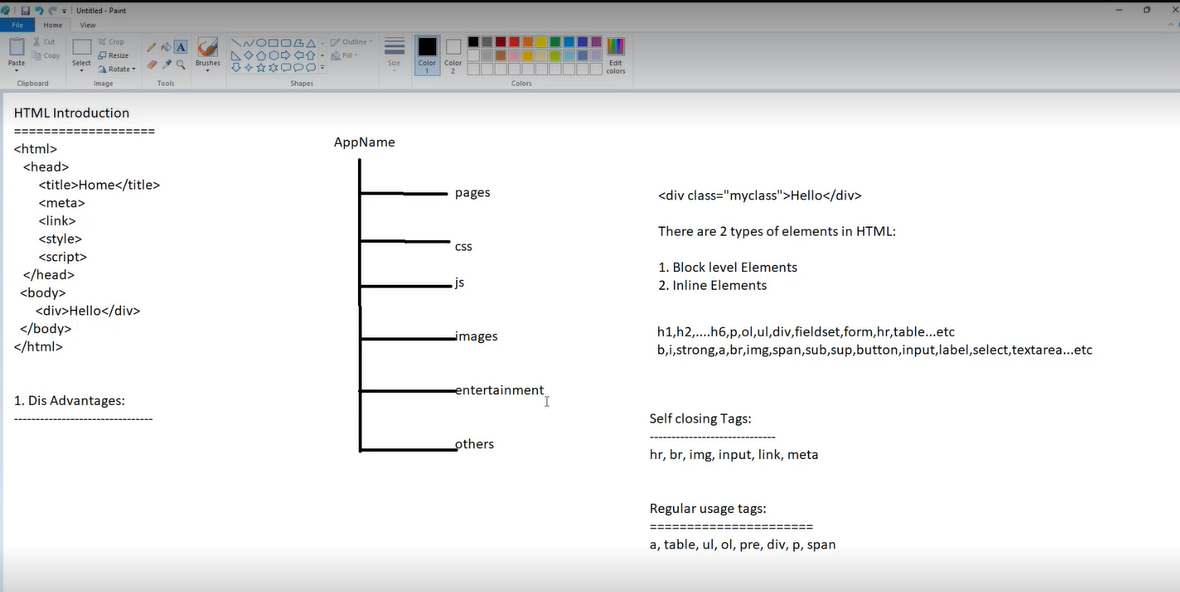 Untitled - Paint
File Home View
Paste
Cut
Copy
Clipboard
Select
Crop
Resize
Rotate
Image
Tools
Brushes
Shapes
Outline
Fill
Size
Color 1
Color 2
Edit colors
Colors
HTML Introduction
===================
<html>
<head>
<title>Home</title>
<meta>
<link>
<style>
<script>
</head>
<body>
<div>Hello</div>
</body>
</html>
1. Dis Advantages:
--------------------------------
AppName
pages
css
js
images
entertainment
others
<div class="myclass">Hello</div>
There are 2 types of elements in HTML:
1. Block level Elements
2. Inline Elements
h1,h2,....h6,p,ol,ul,div,fieldset,form,hr,table...etc
b,i,strong,a,br,img,span,sub,sup,button,input,label,select,textarea...etc
Self closing Tags:
-----------------------------
hr, br, img, input, link, meta
Regular usage tags:
======================
a, table, ul, ol, pre, div, p, span